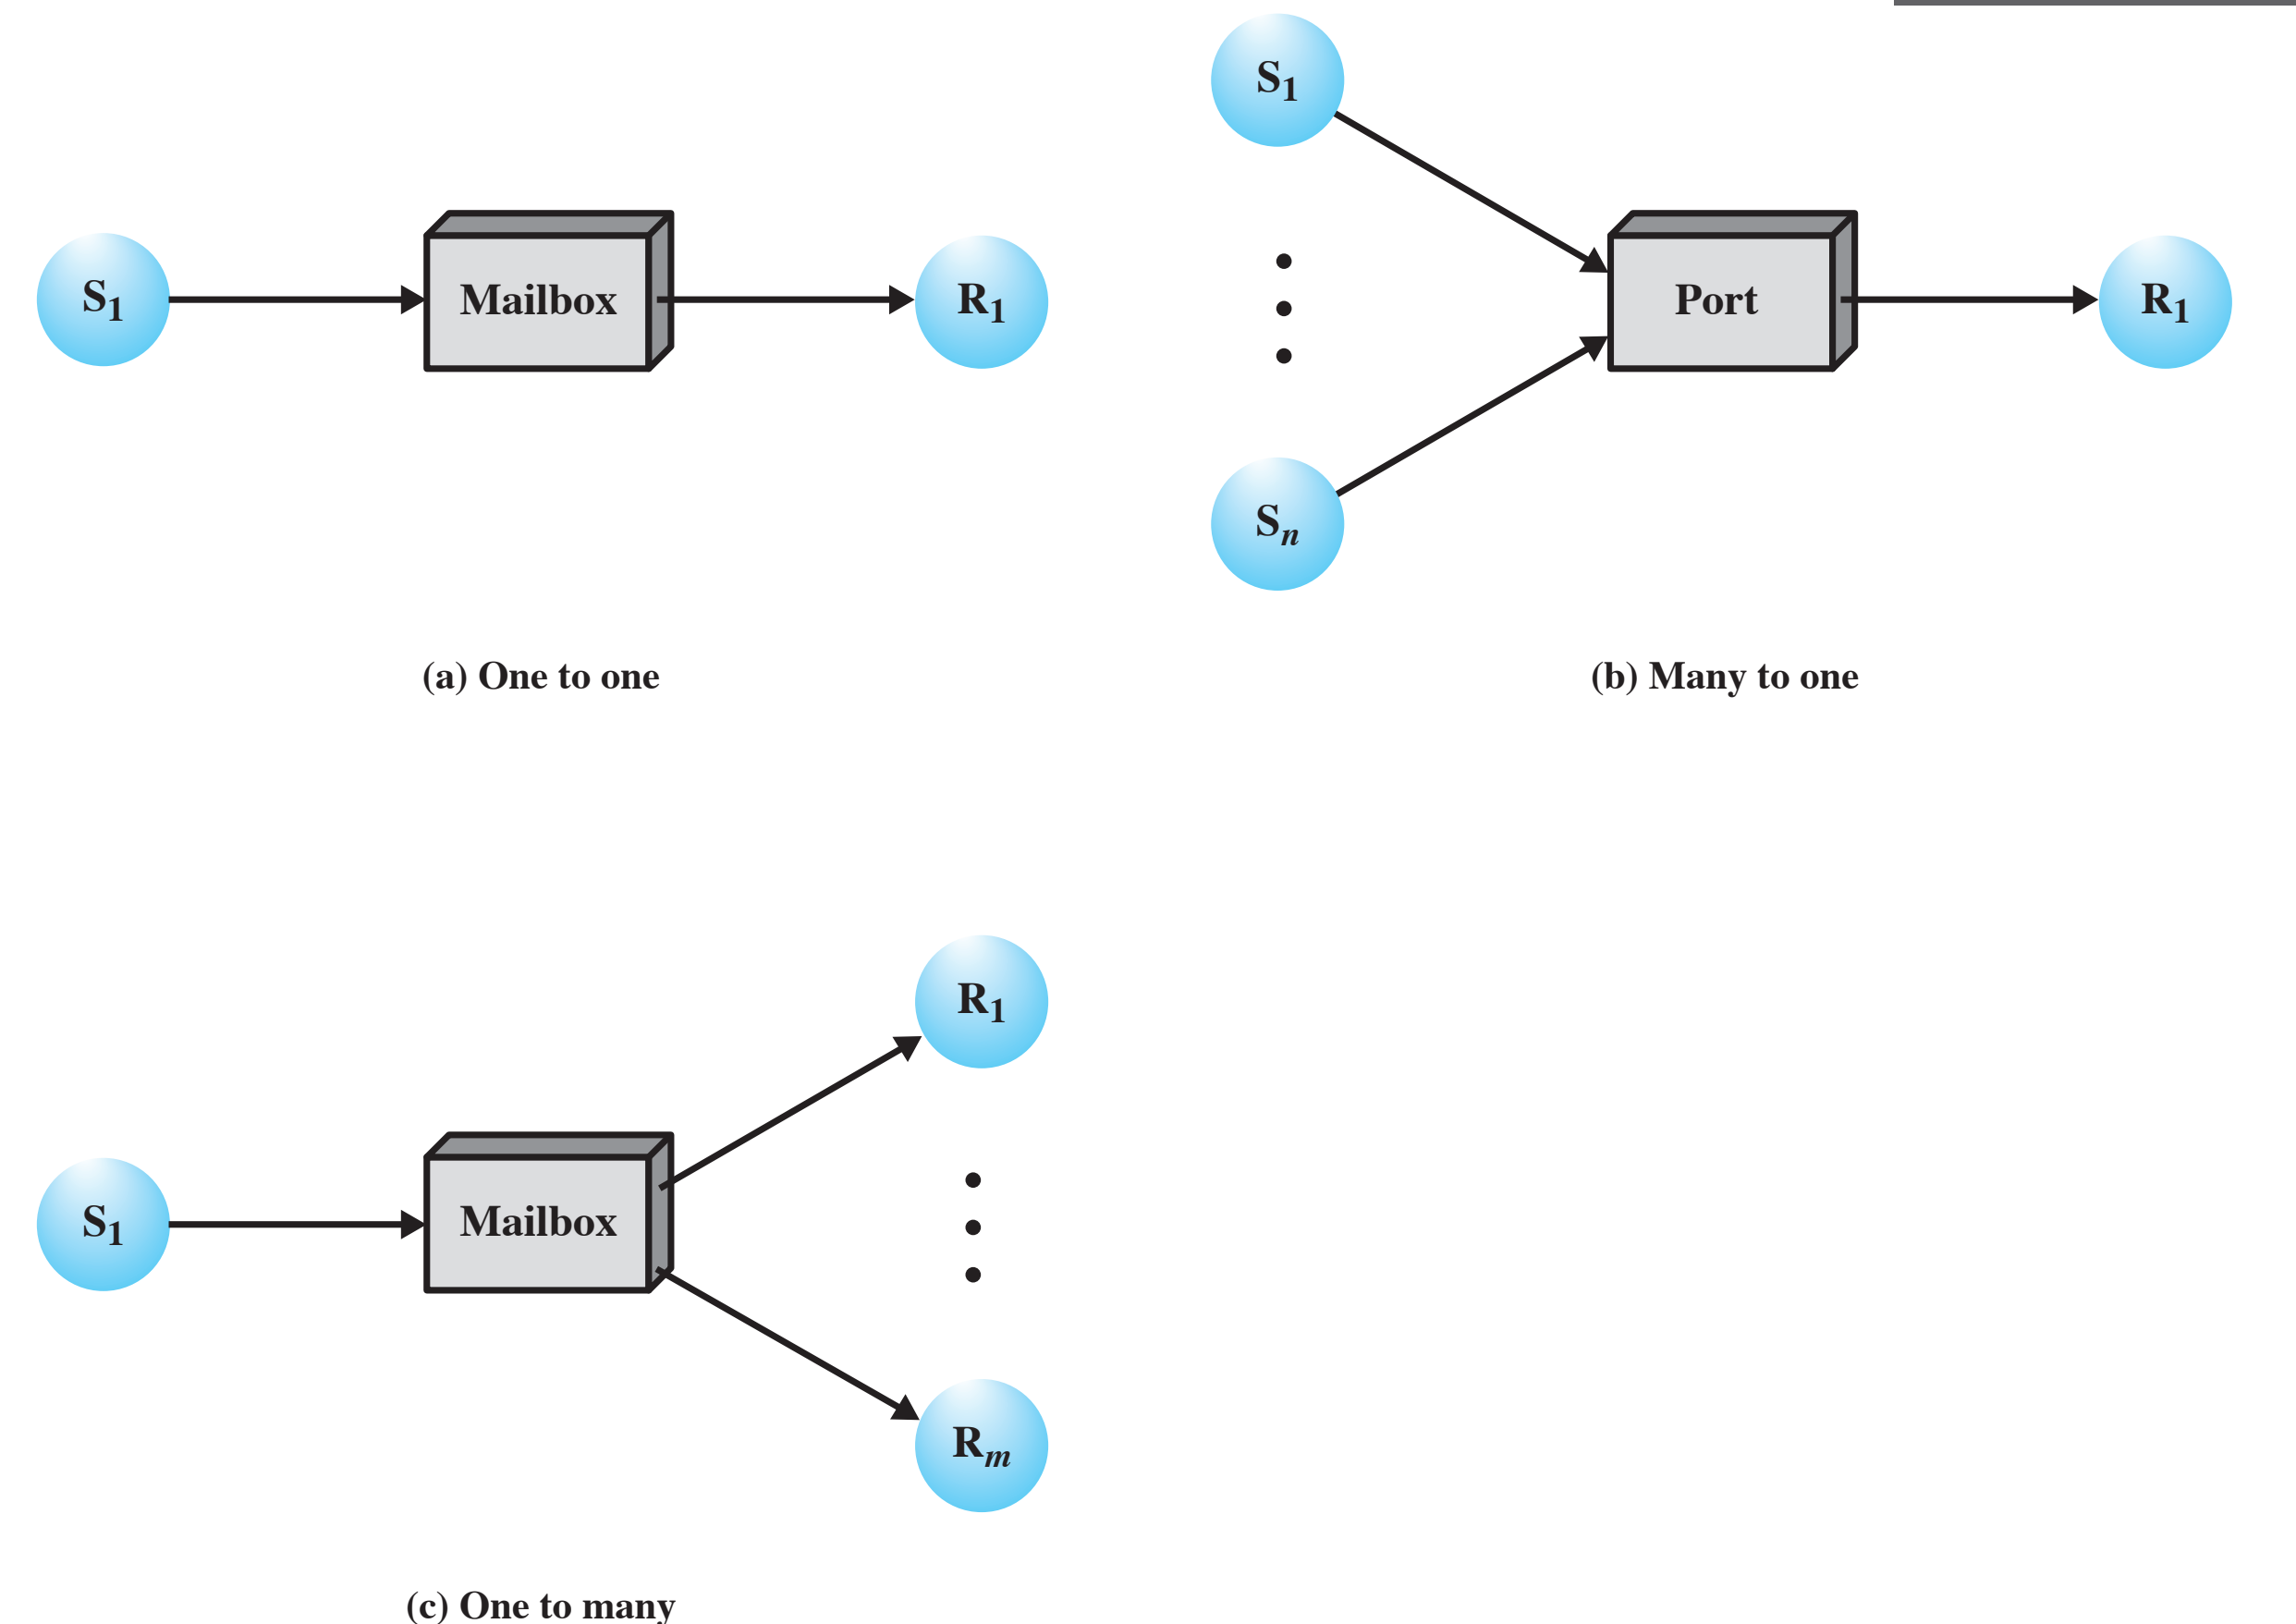 S1
Mailbox
R1
(a) One to one
S1
Sn
Port
R1
(b) Many to one
S1
Mailbox
R1
Rm
(c) One to many